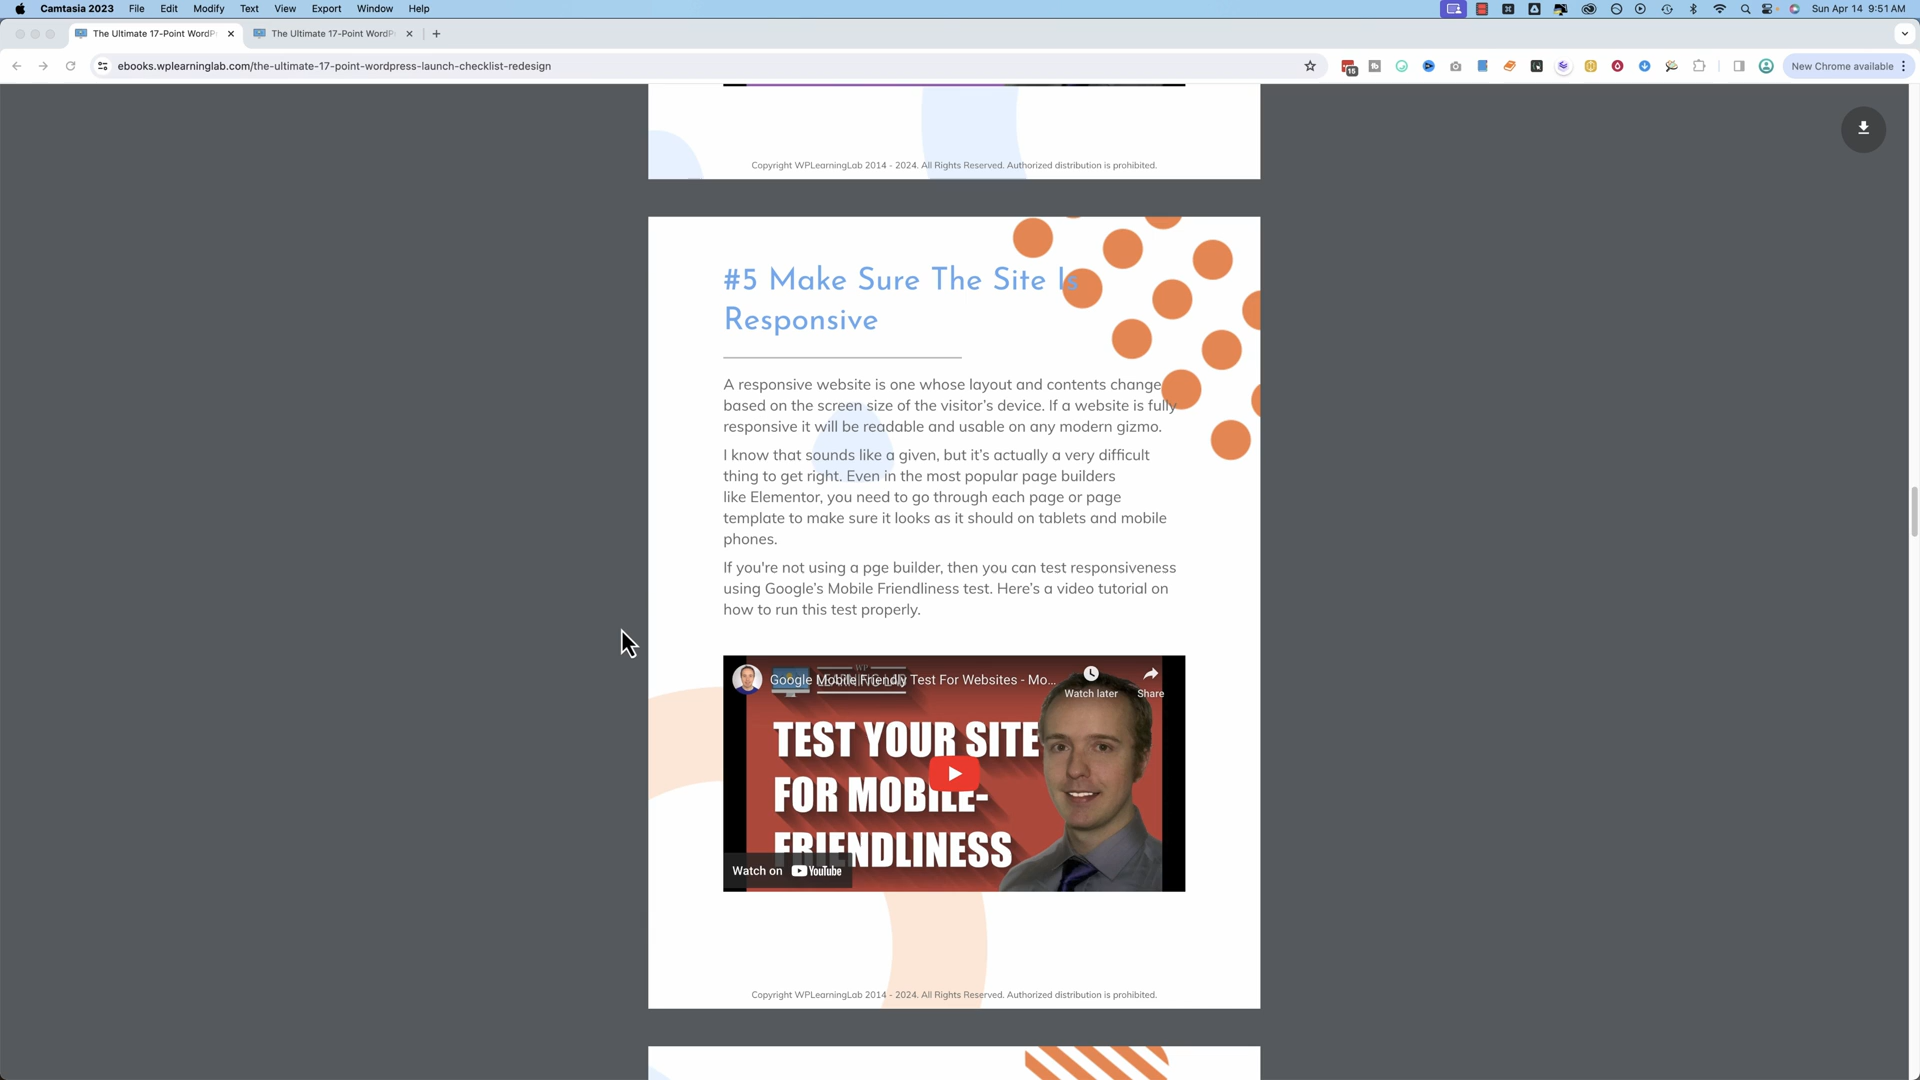 Camtasia 2023 File Edit Modify Text View Export Window Help Sun Apr 14 9:51 AM
The Ultimate 17-Point WordP The Ultimate 17-Point WordP
ebooks.wplearninglab.com/the-ultimate-17-point-wordpress-launch-checklist-redesign 15 New Chrome available
Copyright WPLearningLab 2014 - 2024. All Rights Reserved. Authorized distribution is prohibited.
#5 Make Sure The Site Is
Responsive
A responsive website is one whose layout and contents change
based on the screen size of the visitor's device. If a website is fully
responsive it will be readable and usable on any modern gizmo.
I know that sounds like a given, but it's actually a very difficult
thing to get right. Even in the most popular page builders
like Elementor, you need to go through each page or page
template to make sure it looks as it should on tablets and mobile
phones.
If you're not using a pge builder, then you can test responsiveness
using Google's Mobile Friendliness test. Here's a video tutorial on
how to run this test properly.
WP
Google Mobile Friendly Test For Websites - Mo...
Watch later Share
TEST YOUR SITE
FOR MOBILE-
FRIENDLINESS
Watch on YouTube
Copyright WPLearningLab 2014 - 2024. All Rights Reserved. Authorized distribution is prohibited.